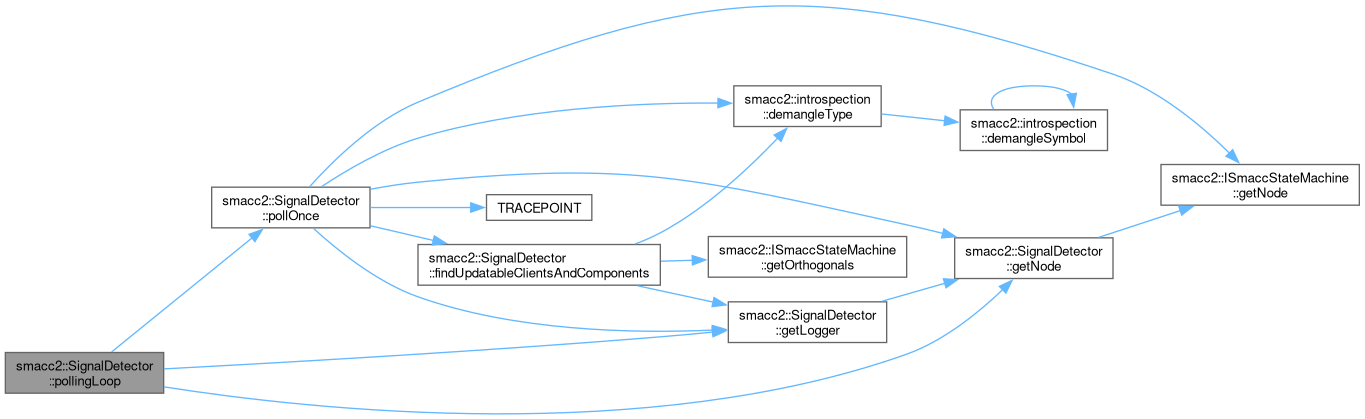 smacc2::SignalDetector
::pollingLoop
smacc2::SignalDetector
::pollOnce
TRACEPOINT
smacc2::SignalDetector
::findUpdatableClientsAndComponents
smacc2::introspection
::demangleType
smacc2::ISmaccStateMachine
::getOrthogonals
smacc2::SignalDetector
::getLogger
smacc2::introspection
::demangleSymbol
smacc2::SignalDetector
::getNode
smacc2::ISmaccStateMachine
::getNode